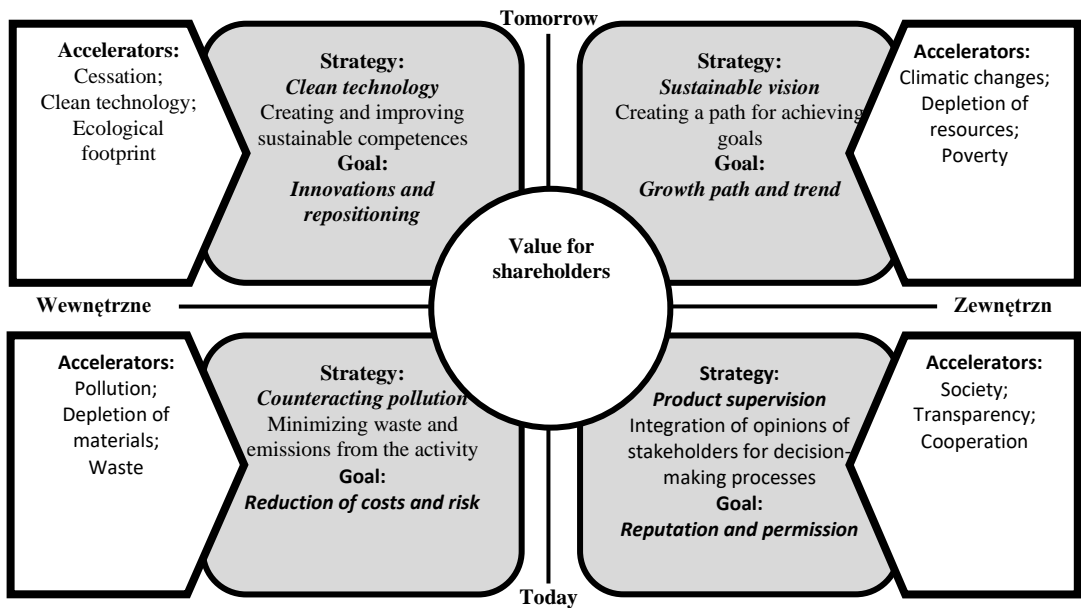 Tomorrow
Accelerators:
Cessation;
Clean technology;
Ecological
footprint
Strategy:
Clean technology
Creating and improving
sustainable competences
Goal:
Innovations and
repositioning
Strategy:
Sustainable vision
Creating a path for achieving
goals
Goal:
Growth path and trend
Accelerators:
Climatic changes;
Depletion of
resources;
Poverty
Value for
shareholders
Wewnętrzne
Zewnętrzn
Accelerators:
Pollution;
Depletion of
materials;
Waste
Strategy:
Counteracting pollution
Minimizing waste and
emissions from the activity
Goal:
Reduction of costs and risk
Strategy:
Product supervision
Integration of opinions of
stakeholders for decision-
making processes
Goal:
Reputation and permission
Accelerators:
Society;
Transparency;
Cooperation
Today